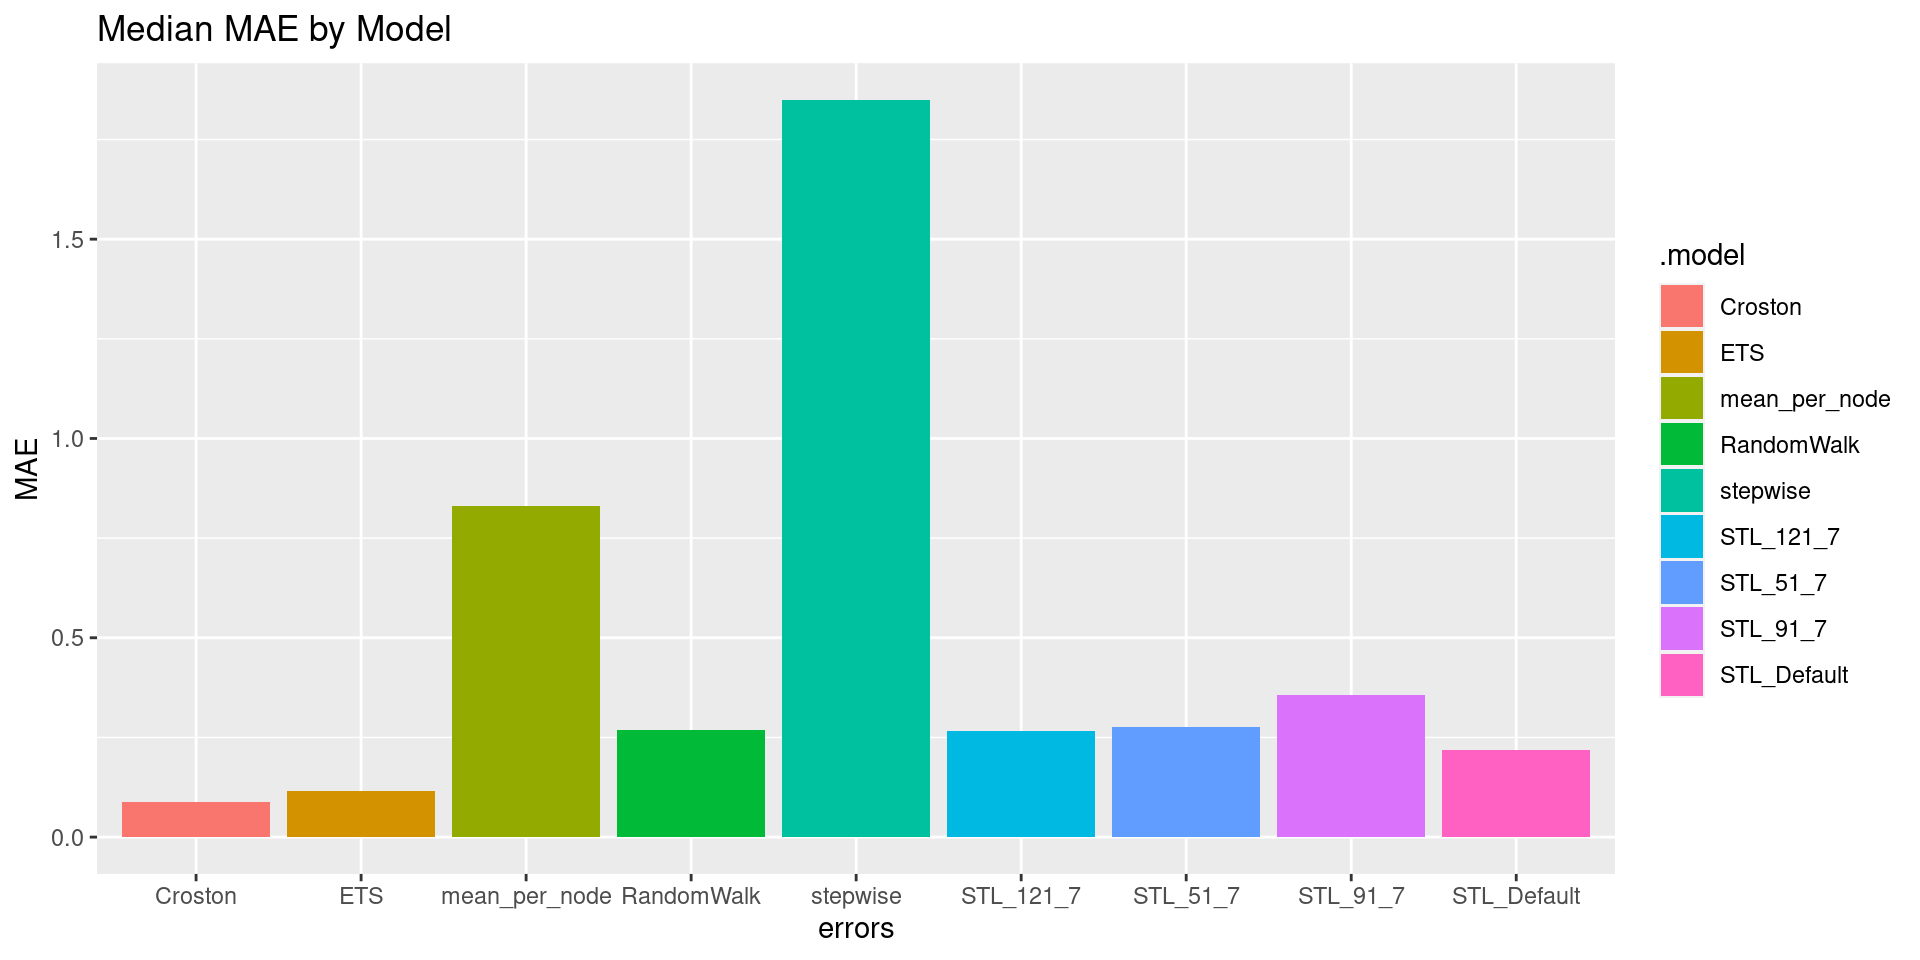 Median MAE by Model
MAE
1.5
1.0
0.5
0.0
Croston ETS mean_per_node RandomWalk stepwise STL_121_7 STL_51_7 STL_91_7 STL_Default
errors
.model
Croston
ETS
mean_per_node
RandomWalk
stepwise
STL_121_7
STL_51_7
STL_91_7
STL_Default